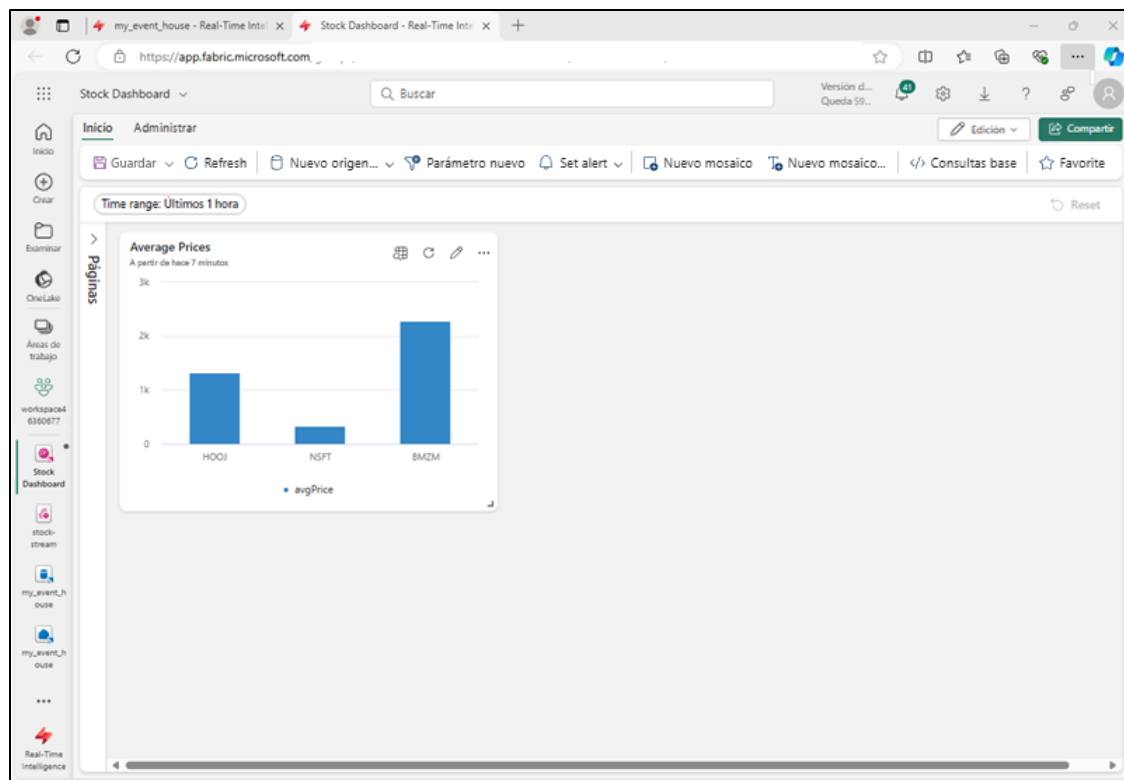 my_event_house - Real-Time Inte
Stock Dashboard - Real-Time Inte
https://app.fabric.microsoft.com
Stock Dashboard
Buscar
Versión d...
Queda 59...
41
A
Inicio
Administrar
Edición
Compartir
Guardar
Refresh
Nuevo origen...
Parámetro nuevo
Set alert
Nuevo mosaico
Nuevo mosaico...
Consultas base
Favorite
Time range: Últimos 1 hora
Reset
Inicio
Crear
Examinar
OneLake
Áreas de
trabajo
workspace4
6360677
Stock
Dashboard
stock-
stream
my_event_h
ouse
my_event_h
ouse
Real-Time
Intelligence
Páginas
Average Prices
A partir de hace 7 minutos
3k
2k
1k
0
HOOJ
NSFT
BMZM
avgPrice